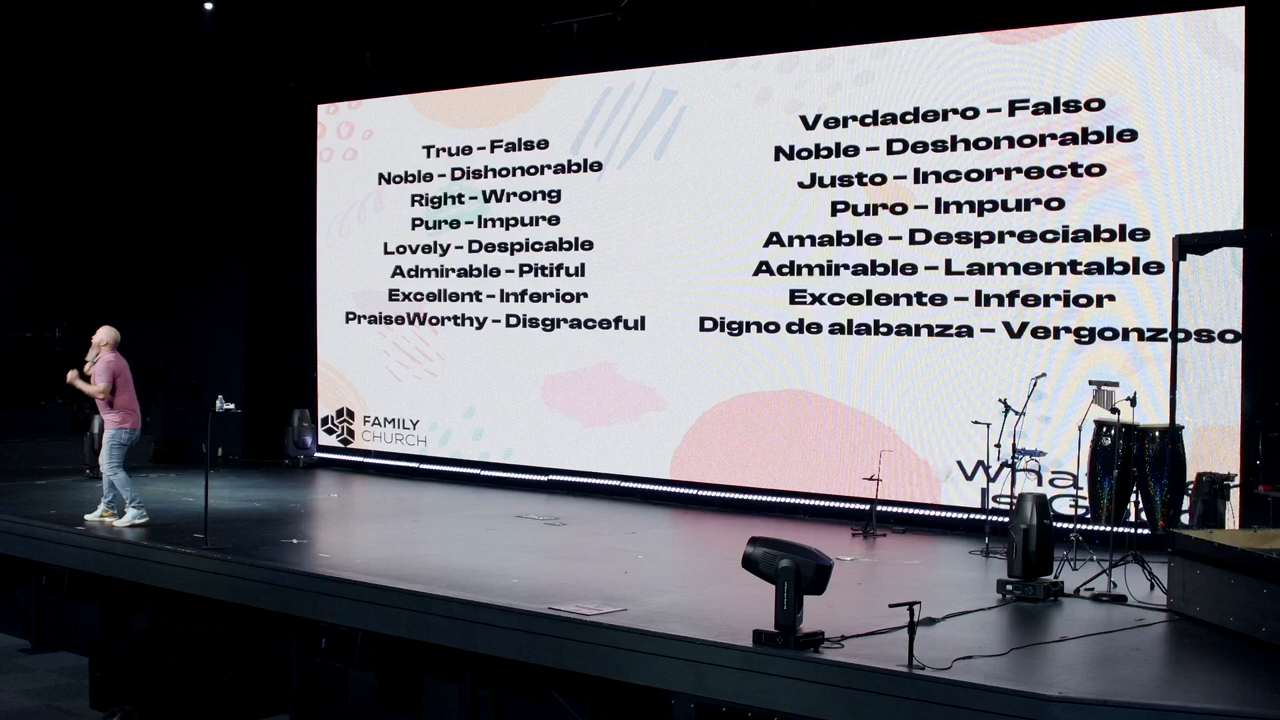 True – False
Noble – Dishonorable
Right – Wrong
Pure – Impure
Lovely – Despicable
Admirable – Pitiful
Excellent – Inferior
PraiseWorthy – Disgraceful
Verdadero – Falso
Noble – Deshonorable
Justo – Incorrecto
Puro – Impuro
Amable – Despreciable
Admirable – Lamentable
Excelente – Inferior
Digno de alabanza – Vergonzoso
FAMILY
CHURCH